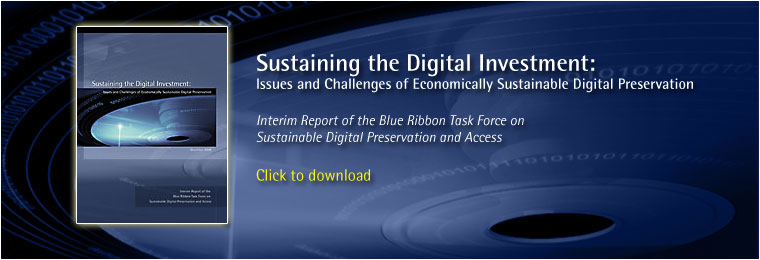 Sustaining the Digital Investment:
Issues and Challenges of Economically Sustainable Digital Preservation
Interim Report of the
Blue Ribbon Task Force on
Sustainable Digital Preservation and Access
Sustaining the Digital Investment:
Issues and Challenges of Economically Sustainable Digital Preservation
Interim Report of the Blue Ribbon Task Force on
Sustainable Digital Preservation and Access
Click to download